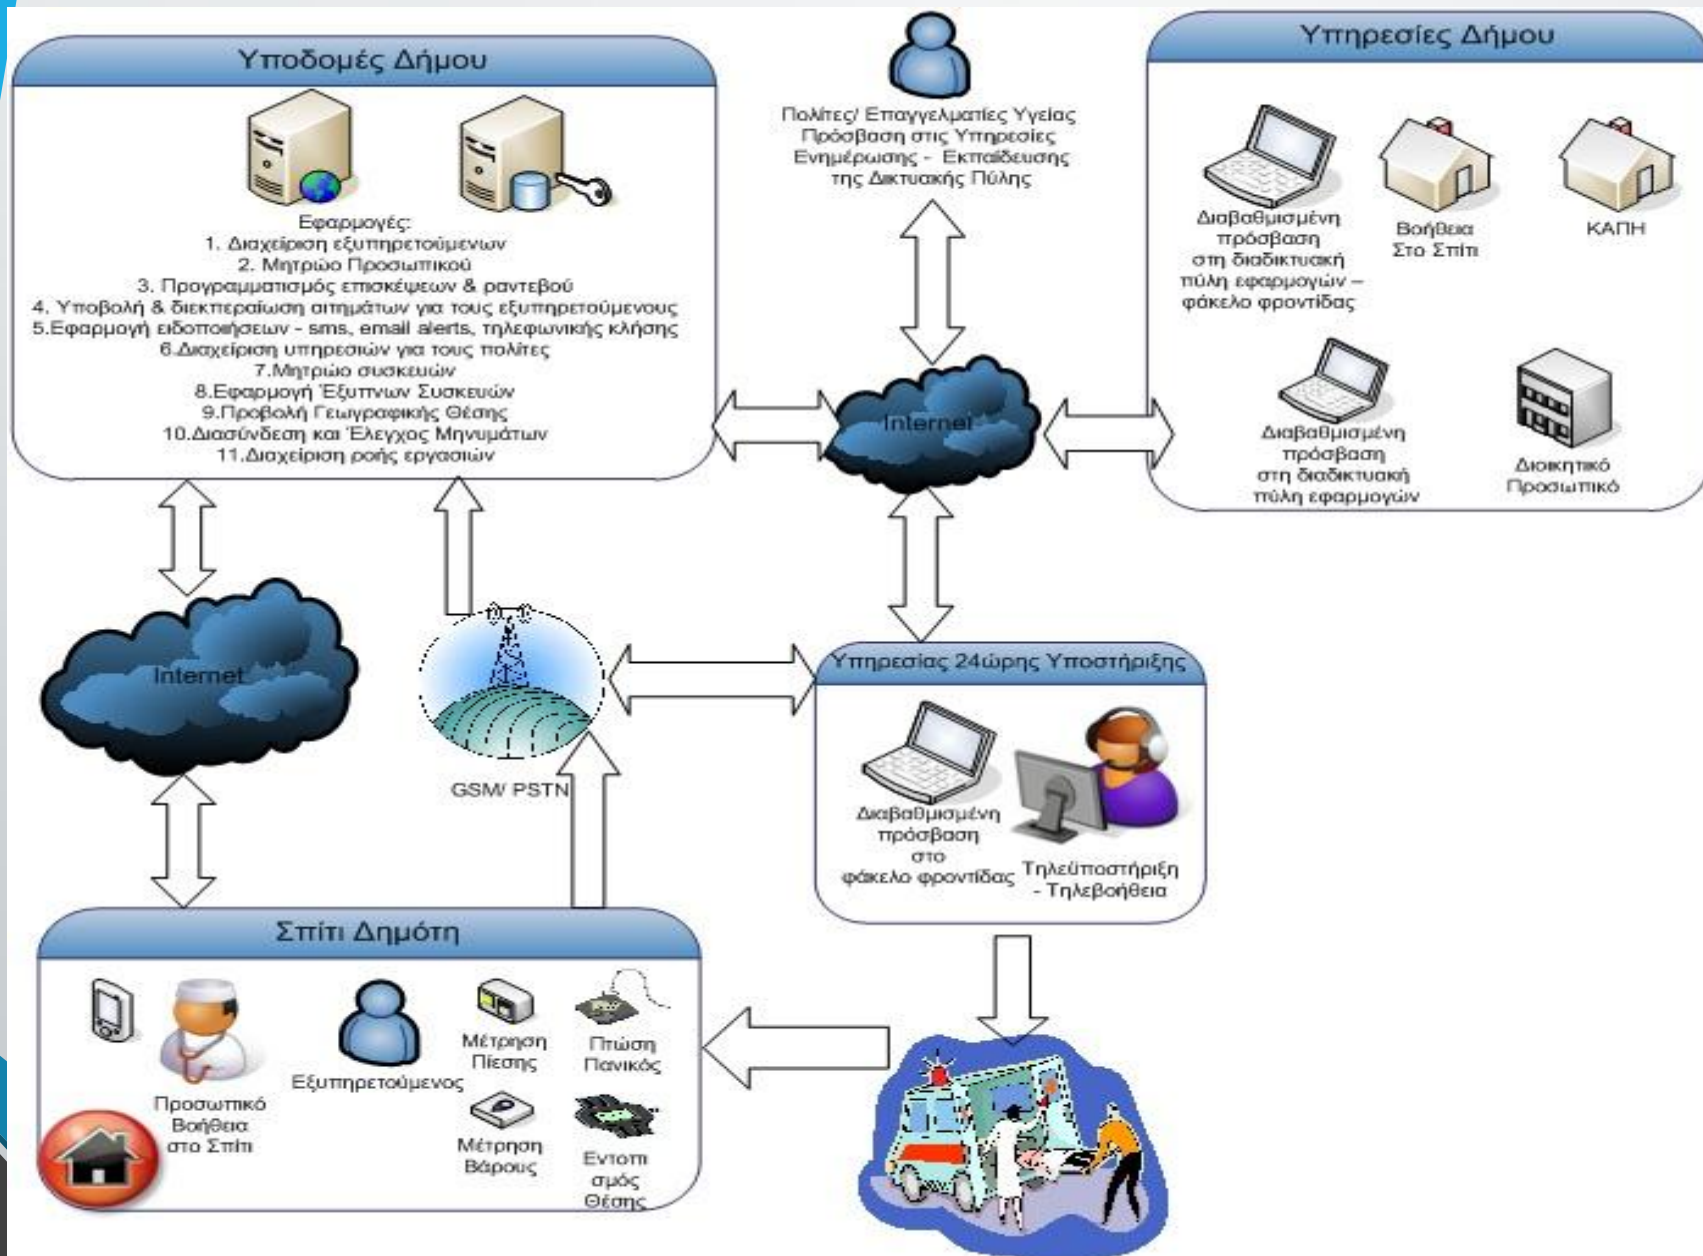 Υποδομές Δήμου
Εφαρμογές:
1. Διαχείριση εξυπηρετούμενων
2. Μητρώο Προσωπικού
3. Προγραμματισμός επισκέψεων & ραντεβού
4. Υποβολή & διεκπεραίωση αιτημάτων για τους εξυπηρετούμενους
5.Εφαρμογή ειδοποιήσεων - sms, email alerts, τηλεφωνικής κλήσης
6.Διαχείριση υπηρεσιών για τους πολίτες
7.Μητρώο συσκευών
8.Εφαρμογή Έξυπνων Συσκευών
9.Προβολή Γεωγραφικής Θέσης
10.Διασύνδεση και Έλεγχος Μηνυμάτων
11.Διαχείριση ροής εργασιών
Πολίτες/ Επαγγελματίες Υγείας
Πρόσβαση στις Υπηρεσίες
Ενημέρωσης - Εκπαίδευσης
της Δικτυακής Πύλης
Υπηρεσίες Δήμου
Διαβαθμισμένη
πρόσβαση
στη διαδικτυακή
πύλη εφαρμογών –
φάκελο φροντίδας
Βοήθεια
Στο Σπίτι
ΚΑΠΗ
Διαβαθμισμένη
πρόσβαση
στη διαδικτυακή
πύλη εφαρμογών
Διοικητικό
Προσωπικό
Internet
Internet
GSM/ PSTN
Υπηρεσίας 24ώρης Υποστήριξης
Διαβαθμισμένη
πρόσβαση
στο
φάκελο φροντίδας
Τηλεϋποστήριξη
- Τηλεβοήθεια
Σπίτι Δημότη
Προσωπικό
Βοήθεια
στο Σπίτι
Εξυπηρετούμενος
Μέτρηση
Πίεσης
Πτώση
Πανικός
Μέτρηση
Βάρους
Εντοπι
σμός
Θέσης